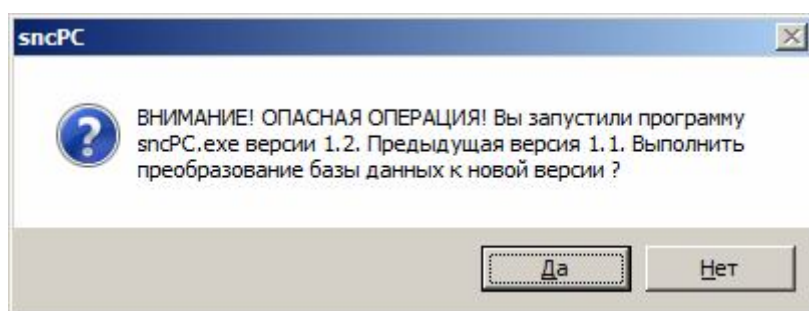 sncPC
ВНИМАНИЕ! ОПАСНАЯ ОПЕРАЦИЯ! Вы запустили программу
sncPC.exe версии 1.2. Предыдущая версия 1.1. Выполнить
преобразование базы данных к новой версии ?
Да
Нет